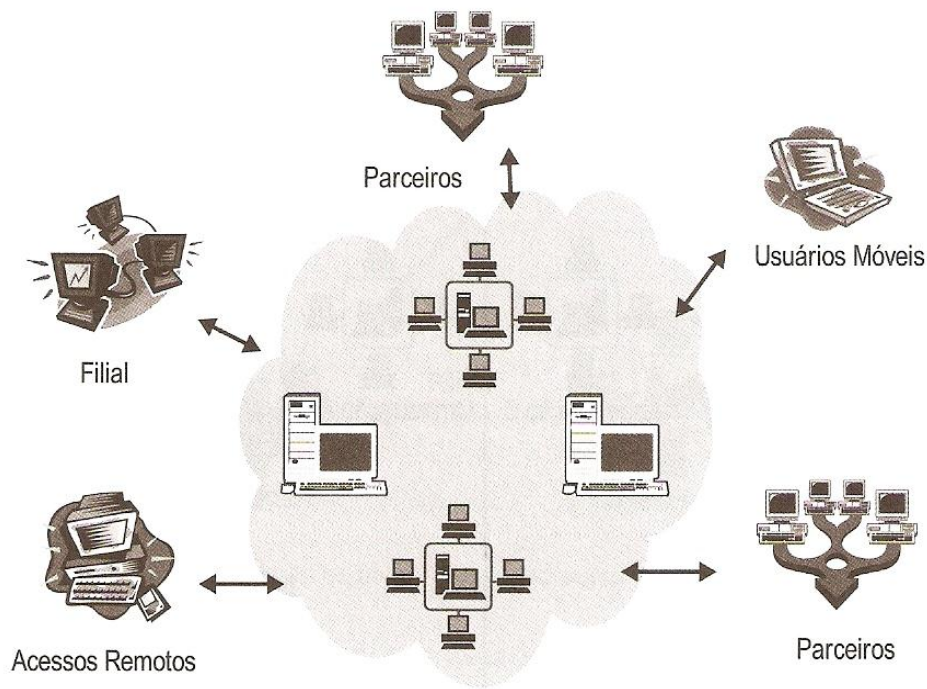 Parceiros
Usuários Móveis
Filial
Acessos Remotos
Parceiros